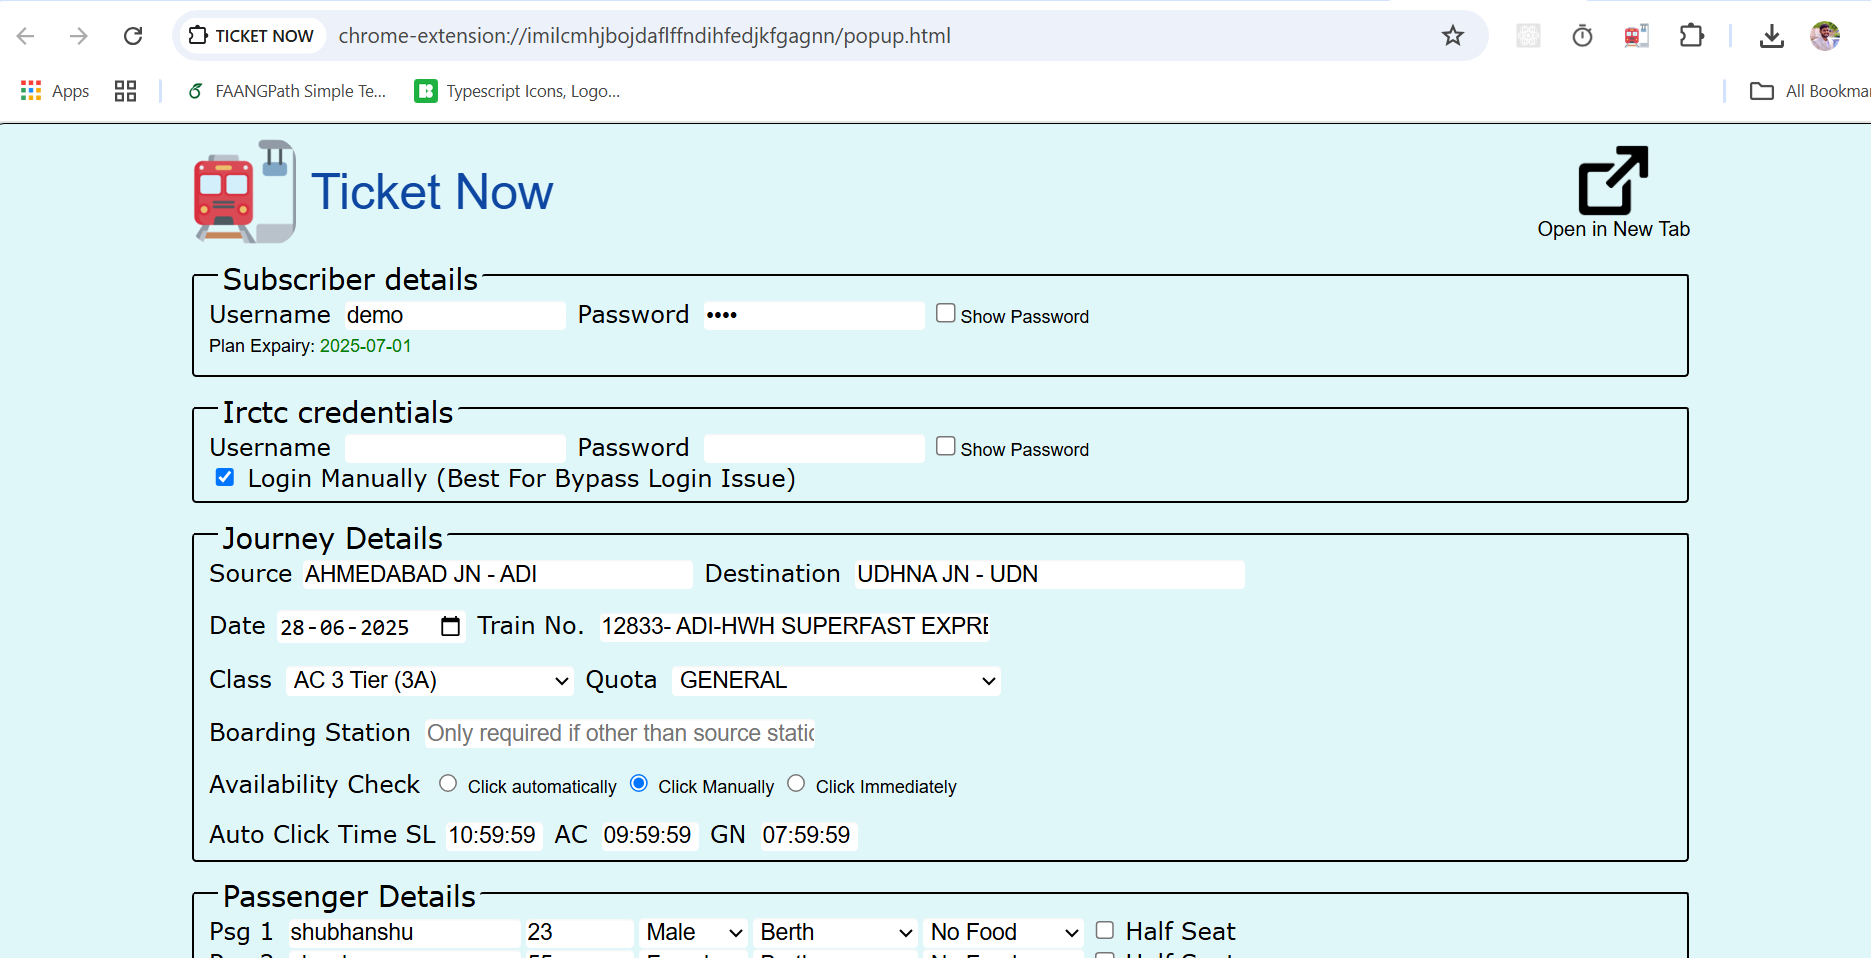 TICKET NOW chrome-extension://imilcmhjbojdaflffndihfedjkfgagnn/popup.html
Apps FAANGPath Simple Te... Typescript Icons, Logo... All Bookmar
Ticket Now
Open in New Tab
Subscriber details
Username demo Password •••• Show Password
Plan Expairy: 2025-07-01
Irctc credentials
Username Password Show Password
Login Manually (Best For Bypass Login Issue)
Journey Details
Source AHMEDABAD JN - ADI Destination UDHNA JN - UDN
Date 28-06-2025 Train No. 12833- ADI-HWH SUPERFAST EXPRE
Class AC 3 Tier (3A) Quota GENERAL
Boarding Station Only required if other than source static
Availability Check Click automatically Click Manually Click Immediately
Auto Click Time SL 10:59:59 AC 09:59:59 GN 07:59:59
Passenger Details
Psg 1 shubhanshu 23 Male Berth No Food Half Seat